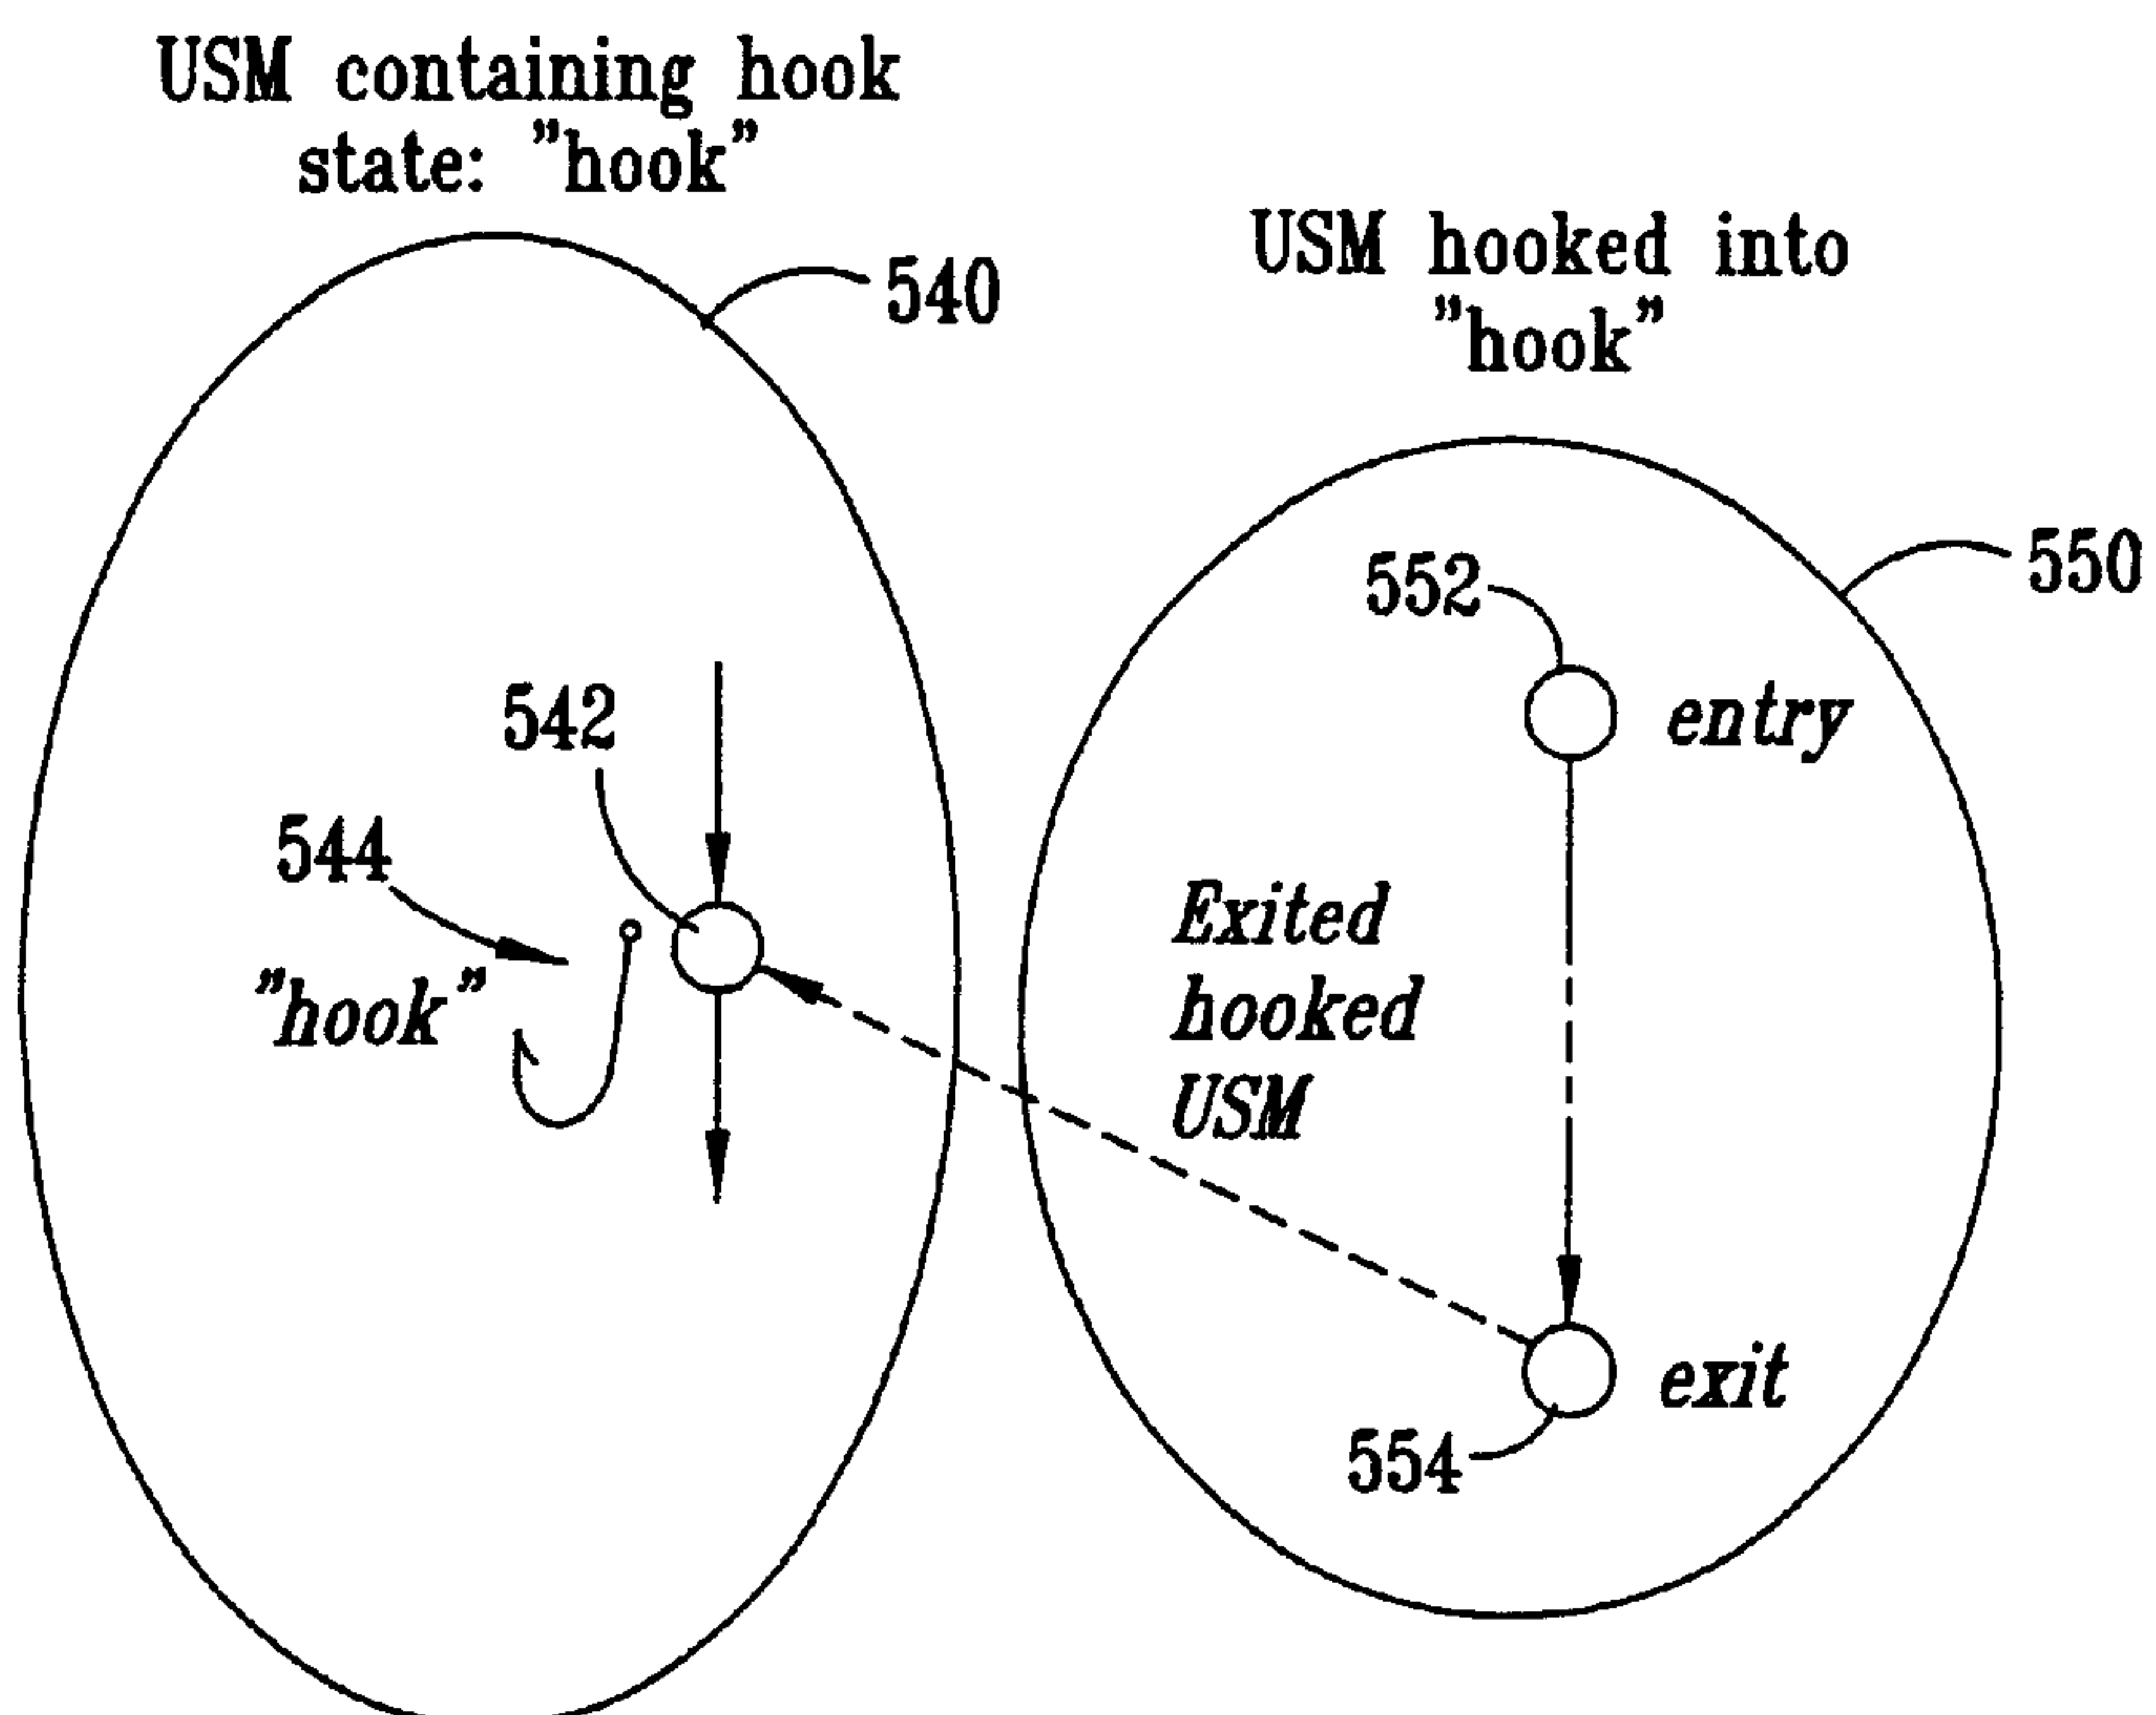 USM containing hook
state: "hook"
540
USM hooked into
"hook"
550
552
entry
542
544
"hook"
Exited
hooked
USM
exit
554